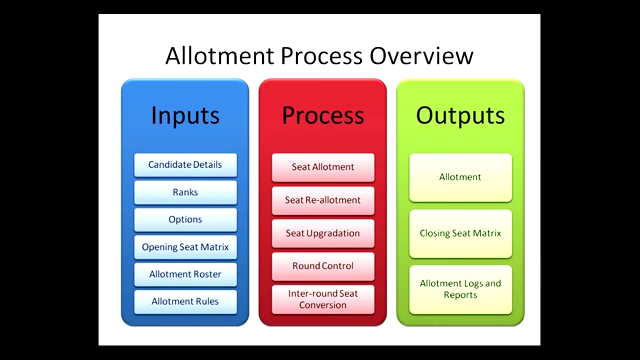 Allotment Process Overview
Inputs
Candidate Details
Ranks
Options
Opening Seat Matrix
Allotment Roster
Allotment Rules
Process
Seat Allotment
Seat Re-allotment
Seat Upgradation
Round Control
Inter-round Seat
Conversion
Outputs
Allotment
Closing Seat Matrix
Allotment Logs and
Reports